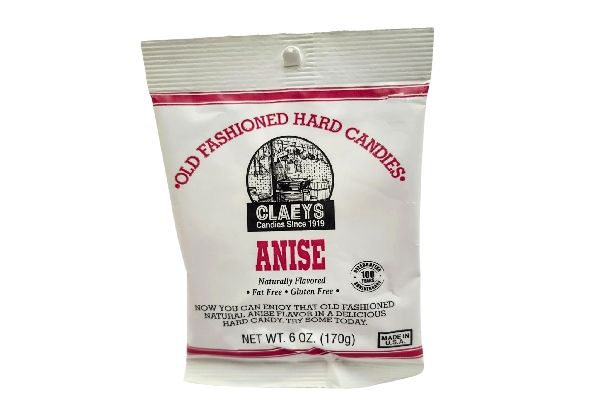 •OLD FASHIONED HARD CANDIES•
CLAEYS
Candies Since 1919
ANISE
Naturally Flavored
• Fat Free • Gluten Free •
100
YEARS
NOW YOU CAN ENJOY THAT OLD FASHIONED
NATURAL ANISE FLAVOR IN A DELICIOUS
HARD CANDY. TRY SOME TODAY.
NET WT. 6 OZ. (170g)
MADE IN
U.S.A.